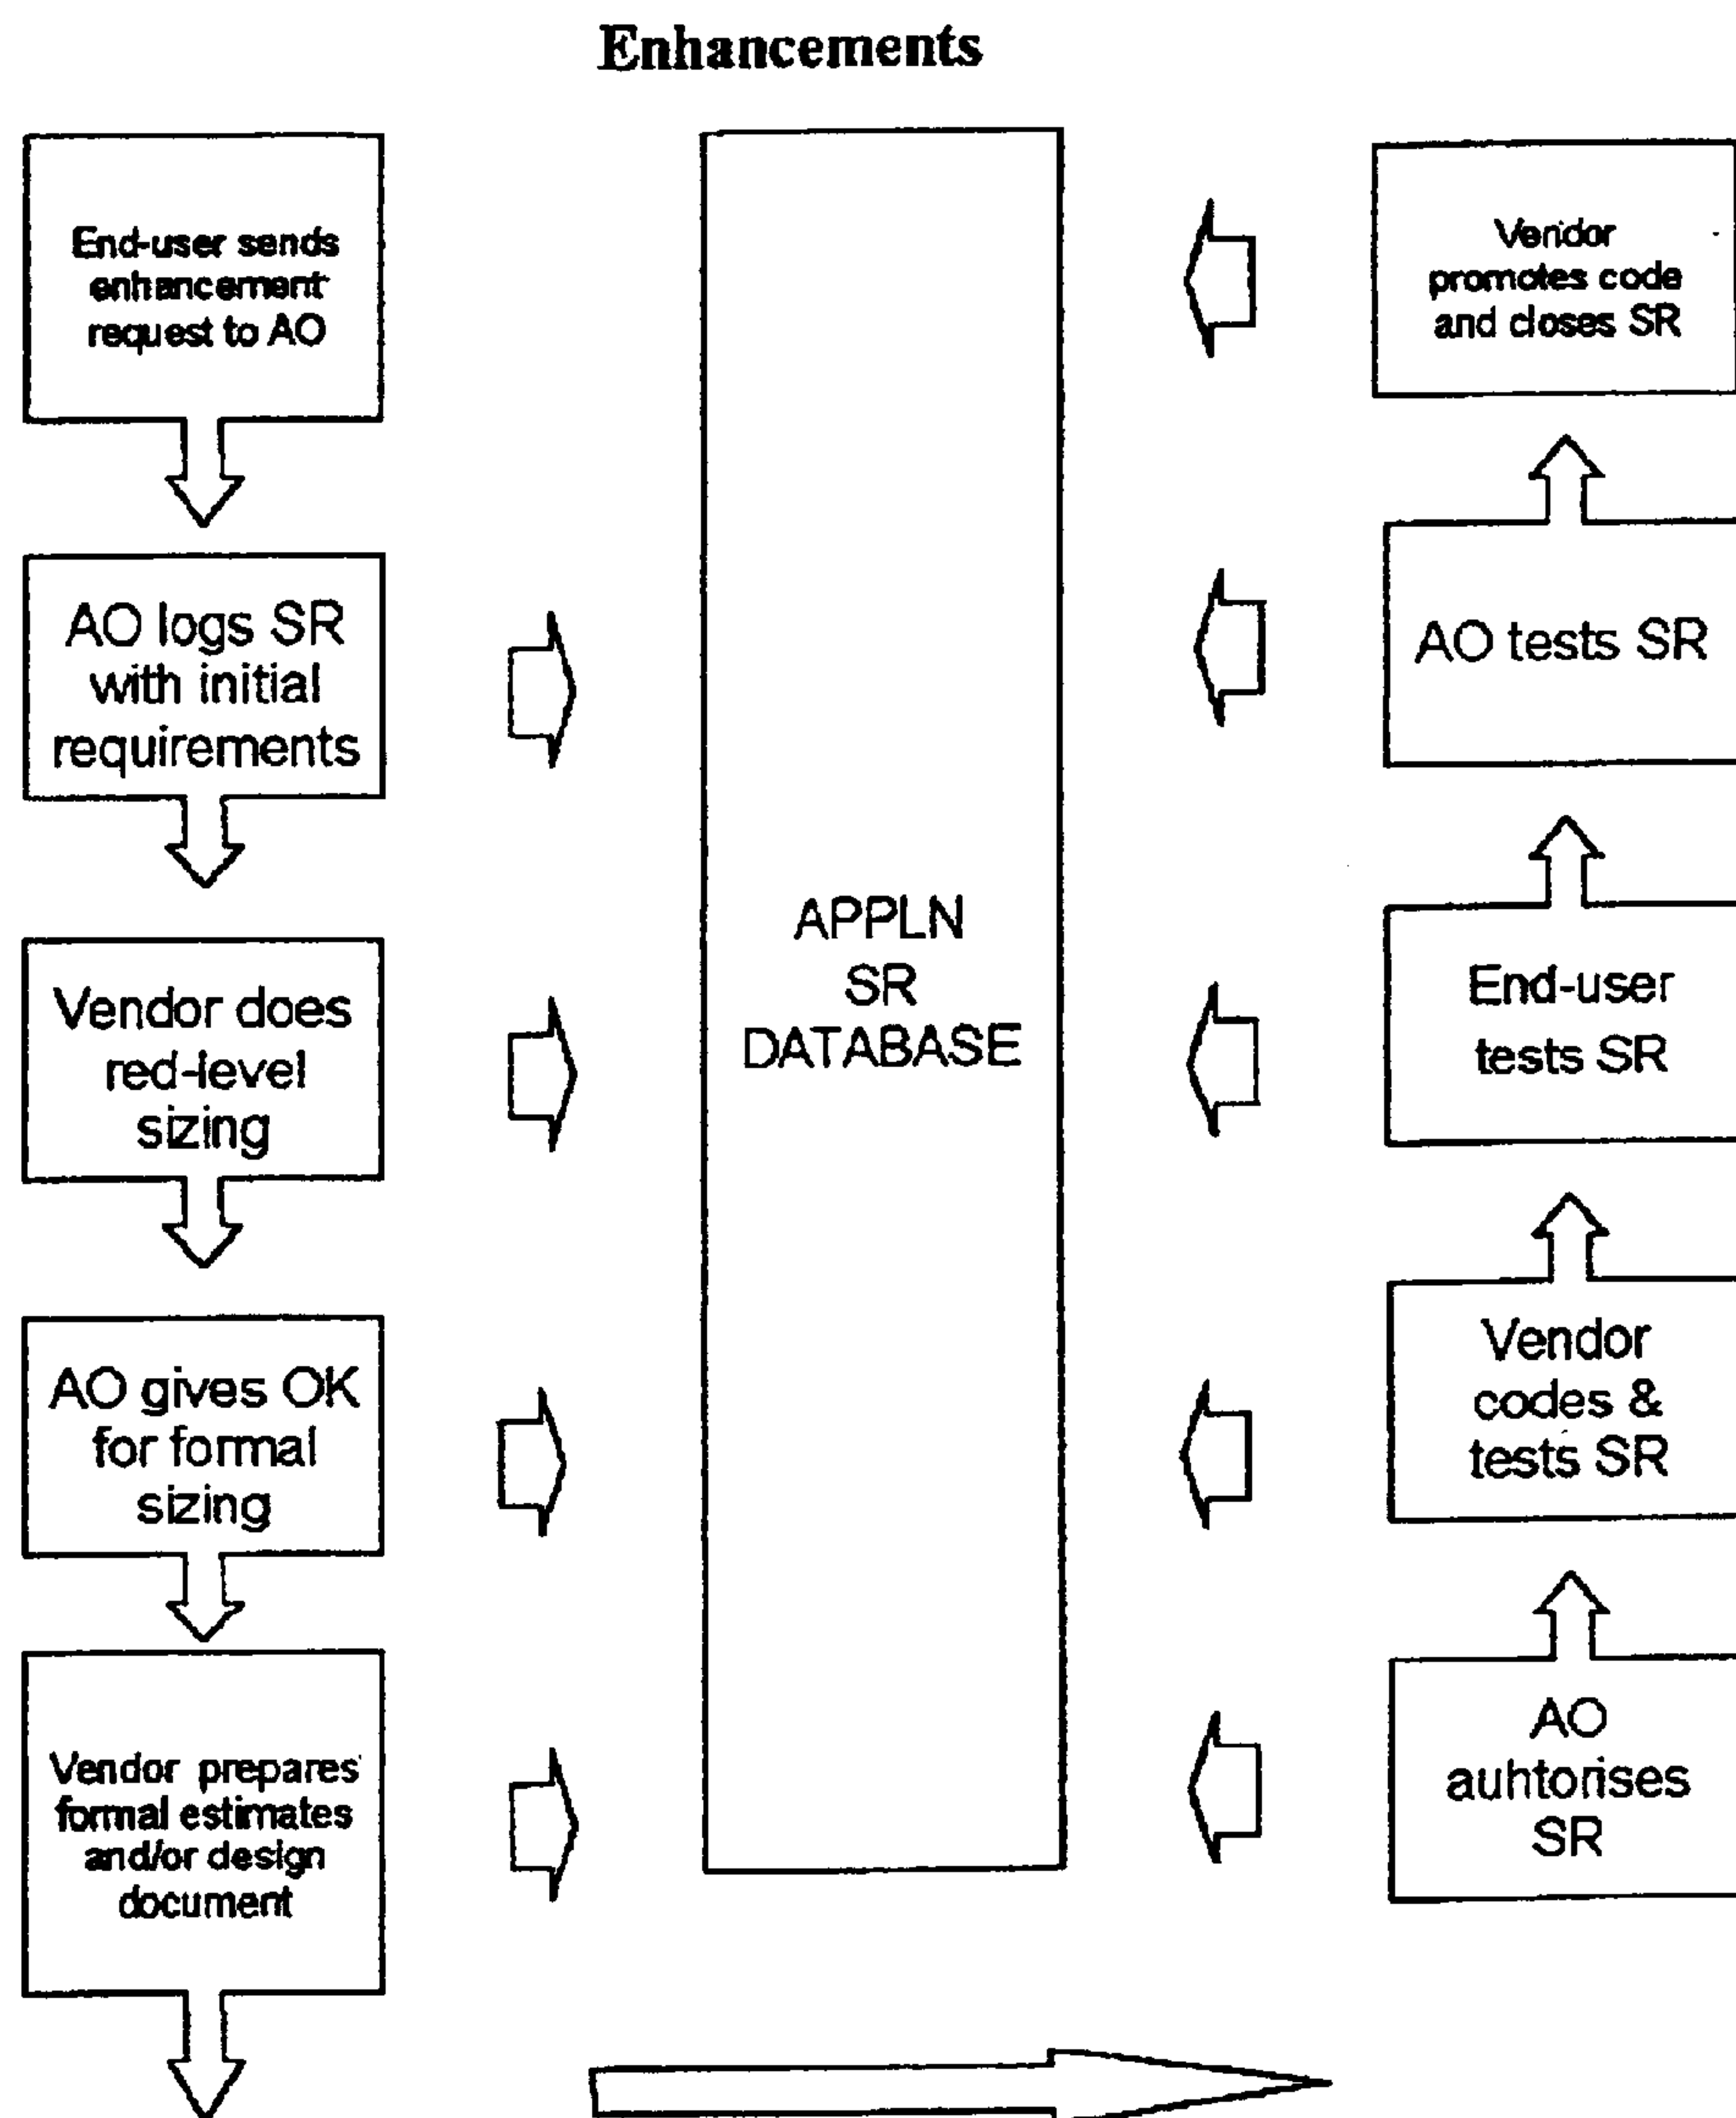 Enhancements
End-user sends
enhancement
request to AO
AO logs SR
with initial
requirements
Vendor does
red-level
sizing
AO gives OK
for formal
sizing
Vendor prepares
formal estimates
and/or design
document
APPLN
SR
DATABASE
Vendor
promotes code
and closes SR
AO tests SR
End-user
tests SR
Vendor
codes &
tests SR
AO
auhtorises
SR